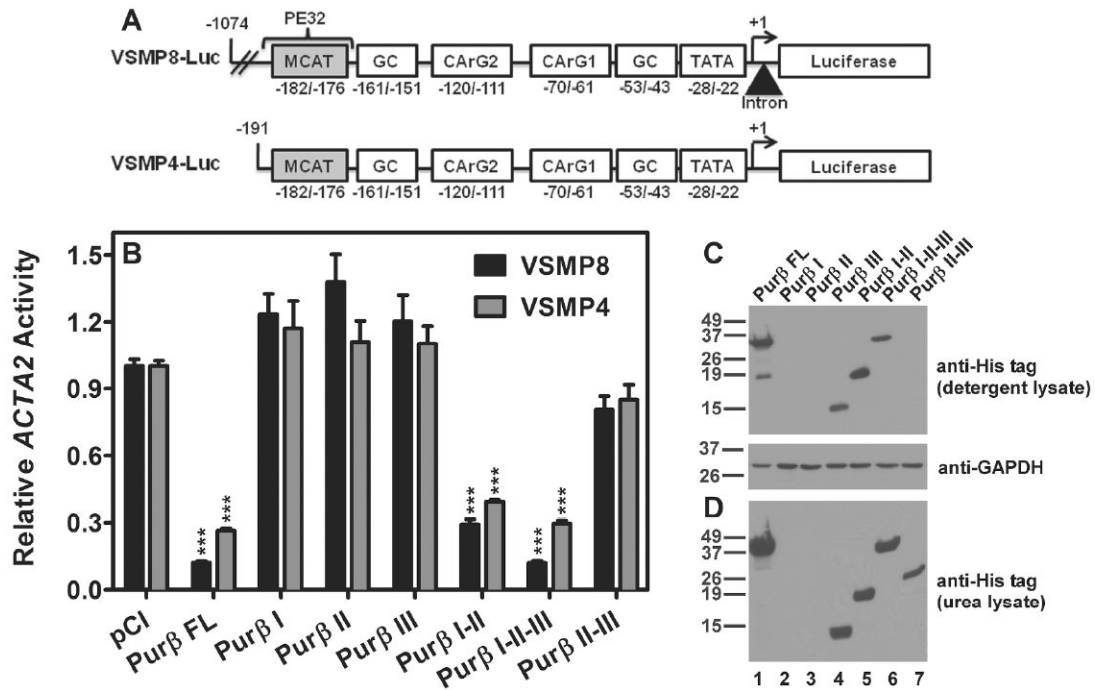 A
-1074
PE32
+1
VSMP8-Luc
MCAT
GC
CArG2
CArG1
GC
TATA
Luciferase
-182/-176
-161/-151
-120/-111
-70/-61
-53/-43
-28/-22
Intron
-191
+1
VSMP4-Luc
MCAT
GC
CArG2
CArG1
GC
TATA
Luciferase
-182/-176
-161/-151
-120/-111
-70/-61
-53/-43
-28/-22
B
Relative ACTA2 Activity
1.5
1.2
0.9
0.6
0.3
0.0
VSMP8
VSMP4
***
***
***
***
***
***
pCI
Purβ FL
Purβ I
Purβ II
Purβ III
Purβ I-II
Purβ I-II-III
Purβ II-III
C
Purβ FL
Purβ I
Purβ II
Purβ III
Purβ I-II
Purβ I-II-III
Purβ II-III
49
37
26
19
15
anti-His tag
(detergent lysate)
37
26
anti-GAPDH
D
49
37
26
19
15
anti-His tag
(urea lysate)
1 2 3 4 5 6 7